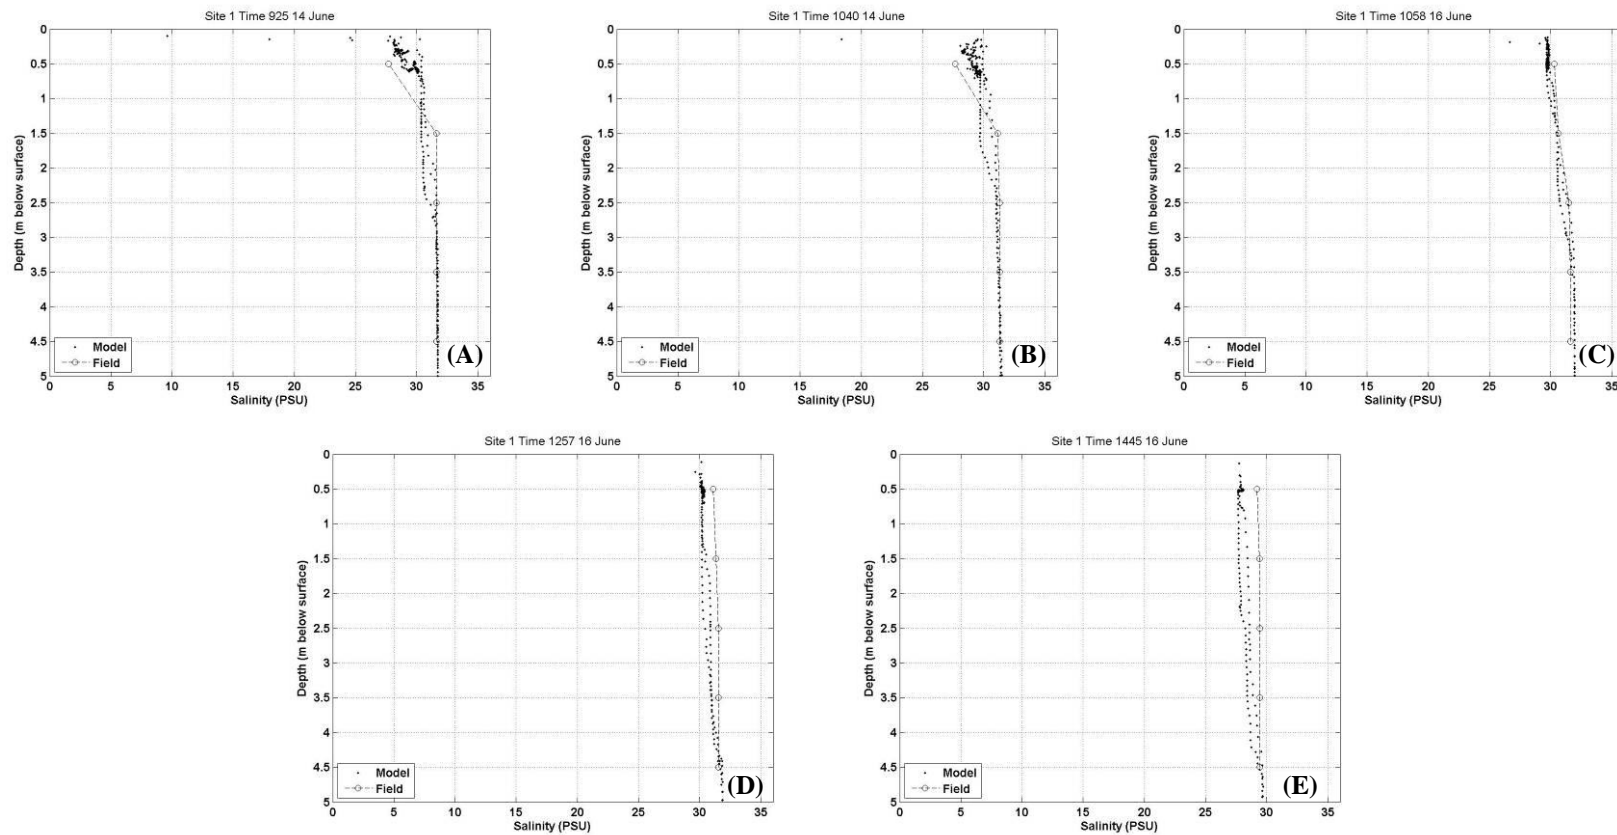 Site 1 Time 925 14 June
0
0.5
1
1.5
2
2.5
3
3.5
4
4.5
5
Depth (m below surface)
Model
Field
(A)
0 5 10 15 20 25 30 35
Salinity (PSU)
Site 1 Time 1040 14 June
0
0.5
1
1.5
2
2.5
3
3.5
4
4.5
5
Depth (m below surface)
Model
Field
(B)
0 5 10 15 20 25 30 35
Salinity (PSU)
Site 1 Time 1058 16 June
0
0.5
1
1.5
2
2.5
3
3.5
4
4.5
5
Depth (m below surface)
Model
Field
(C)
0 5 10 15 20 25 30 35
Salinity (PSU)
Site 1 Time 1257 16 June
0
0.5
1
1.5
2
2.5
3
3.5
4
4.5
5
Depth (m below surface)
Model
Field
(D)
0 5 10 15 20 25 30 35
Salinity (PSU)
Site 1 Time 1445 16 June
0
0.5
1
1.5
2
2.5
3
3.5
4
4.5
5
Depth (m below surface)
Model
Field
(E)
0 5 10 15 20 25 30 35
Salinity (PSU)